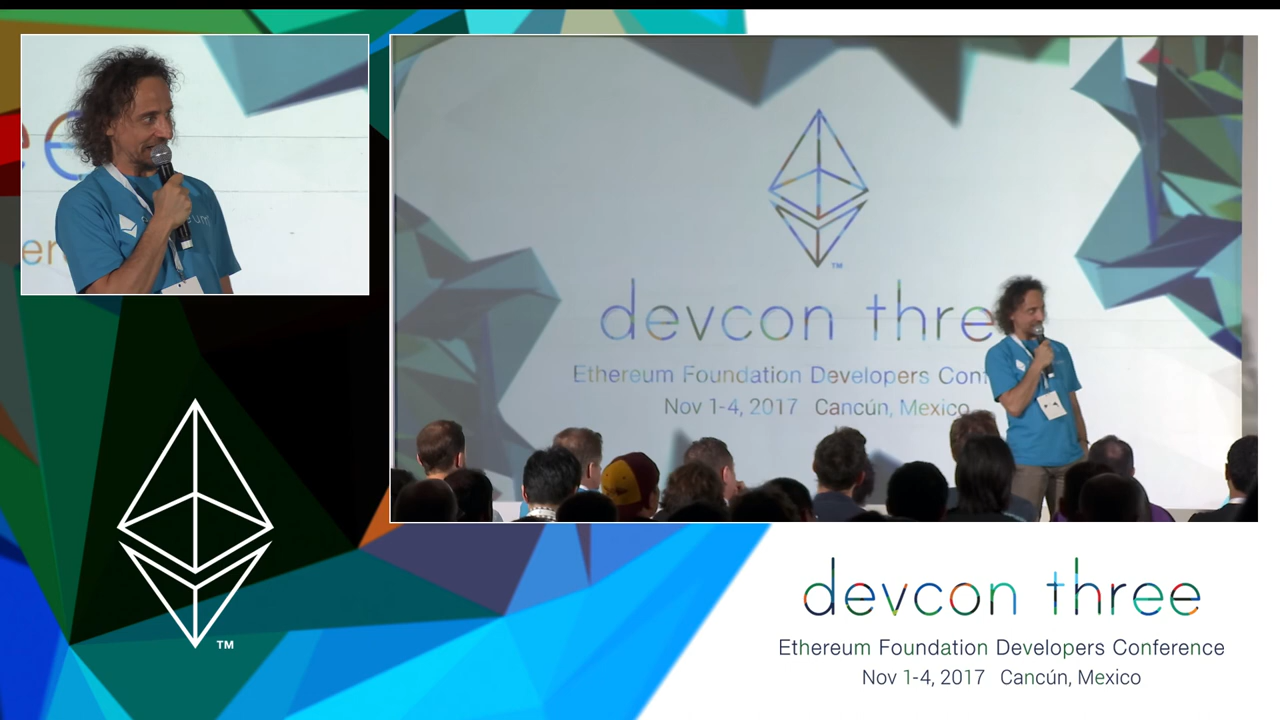 devcon thre
Ethereum Foundation Developers Conf
Nov 1-4, 2017 Cancún, Mexico
TM
TM
devcon three
Ethereum Foundation Developers Conference
Nov 1-4, 2017 Cancún, Mexico